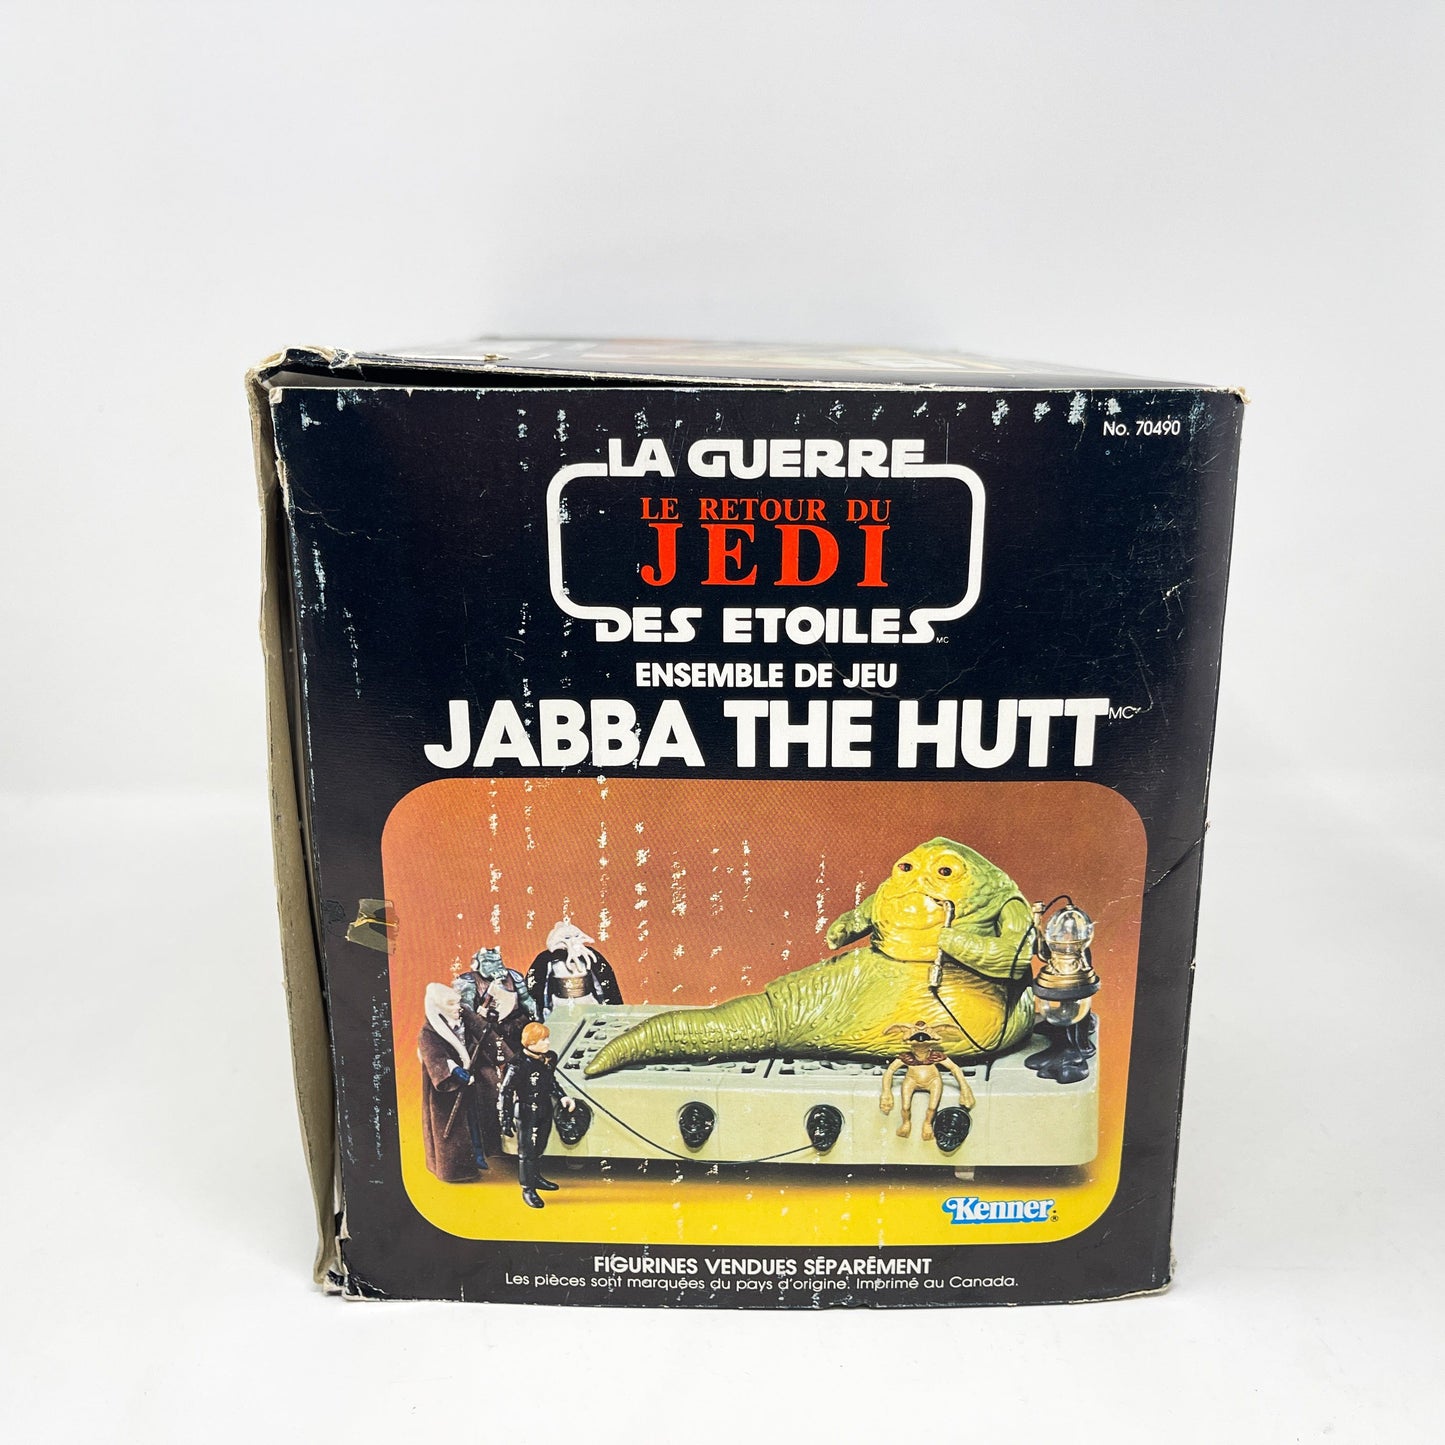 No. 70490
LA GUERRE
LE RETOUR DU
JEDI
DES ETOILES MC
ENSEMBLE DE JEU
JABBA THE HUTT MC
Kenner®
FIGURINES VENDUES SÉPARÉMENT
Les pièces sont marquées du pays d'origine. Imprimé au Canada.